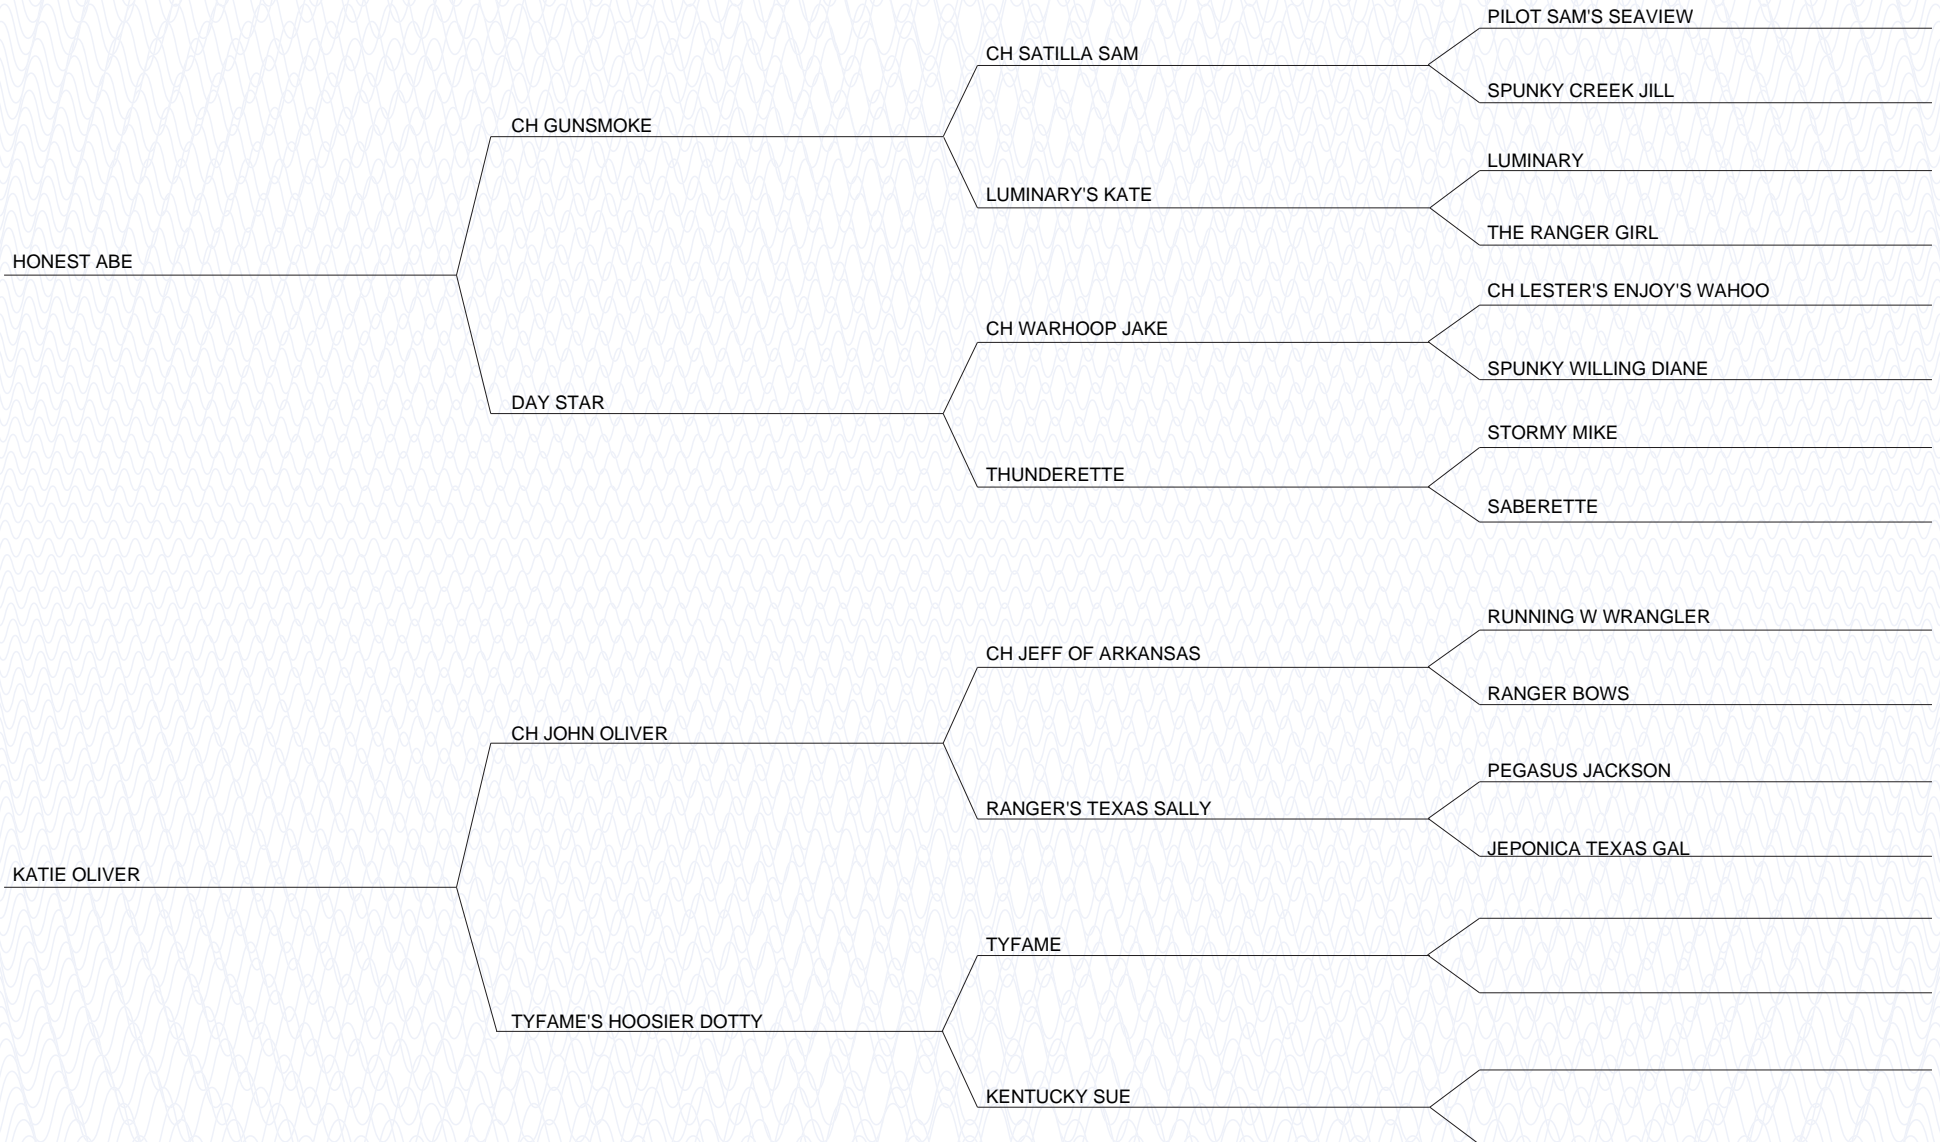 PILOT SAM'S SEAVIEW
CH SATILLA SAM
SPUNKY CREEK JILL
CH GUNSMOKE
LUMINARY
LUMINARY'S KATE
THE RANGER GIRL
HONEST ABE
CH LESTER'S ENJOY'S WAHOO
CH WARHOOP JAKE
SPUNKY WILLING DIANE
DAY STAR
STORMY MIKE
THUNDERETTE
SABERETTE
RUNNING W WRANGLER
CH JEFF OF ARKANSAS
RANGER BOWS
CH JOHN OLIVER
PEGASUS JACKSON
RANGER'S TEXAS SALLY
JEPONICA TEXAS GAL
KATIE OLIVER
TYFAME
TYFAME'S HOOSIER DOTTY
KENTUCKY SUE